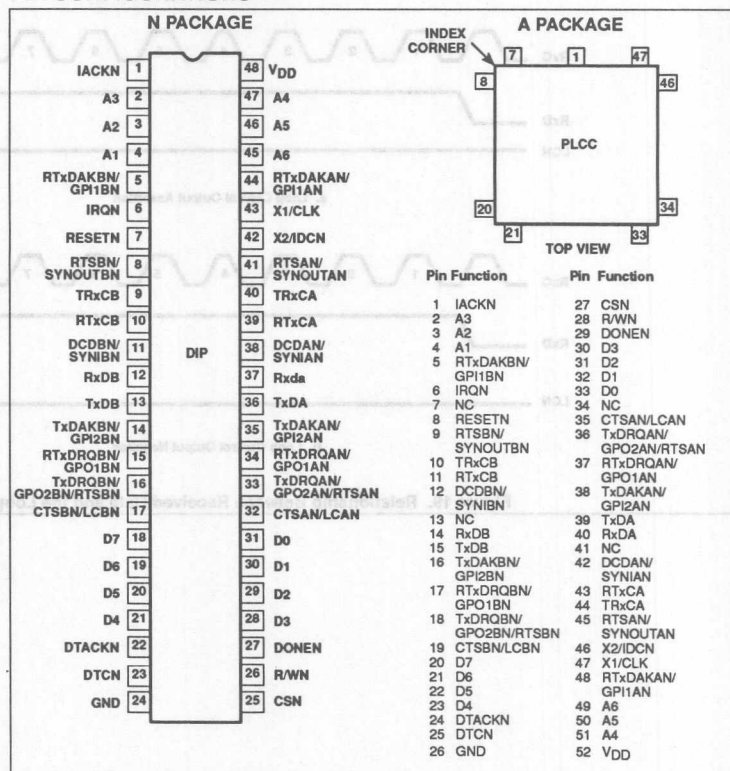 N PACKAGE
IACKN 1
A3 2
A2 3
A1 4
RTxDAKBN/
GPI1BN 5
IRQN 6
RESETN 7
RTSBN/
SYNOUTBN 8
TRxCB 9
RTxCB 10
DCDBN/
SYNIBN 11
RxDB 12
TxDB 13
TxDAKBN/
GPI2BN 14
RTxDRQBN/
GPO1BN 15
TxDRQBN/
GPO2BN/RTSBN 16
CTSBN/LCBN 17
D7 18
D6 19
D5 20
D4 21
DTACKN 22
DTCN 23
GND 24
DIP
48 VDD
47 A4
46 A5
45 A6
44 RTxDAKAN/
GPI1AN
43 X1/CLK
42 X2/IDCN
41 RTSAN/
SYNOUTAN
40 TRxCA
39 RTxCA
38 DCDAN/
SYNIAN
37 Rxda
36 TxDA
35 TxDAKAN/
GPI2AN
34 RTxDRQAN/
GPO1AN
33 TxDRQAN/
GPO2AN/RTSAN
32 CTSAN/LCAN
31 D0
30 D1
29 D2
28 D3
27 DONEN
26 R/WN
25 CSN
A PACKAGE
INDEX
CORNER
7 1 47
8 46
PLCC
20 34
21 33
TOP VIEW
Pin Function
1 IACKN
2 A3
3 A2
4 A1
5 RTxDAKBN/
GPI1BN
6 IRQN
7 NC
8 RESETN
9 RTSBN/
SYNOUTBN
10 TRxCB
11 RTxCB
12 DCDBN/
SYNIBN
13 NC
14 RxDB
15 TxDB
16 TxDAKBN/
GPI2BN
17 RTxDRQBN/
GPO1BN
18 TxDRQBN/
GPO2BN/RTSBN
19 CTSBN/LCBN
20 D7
21 D6
22 D5
23 D4
24 DTACKN
25 DTCN
26 GND
Pin Function
27 CSN
28 R/WN
29 DONEN
30 D3
31 D2
32 D1
33 D0
34 NC
35 CTSAN/LCAN
36 TxDRQAN/
GPO2AN/RTSAN
37 RTxDRQAN/
GPO1AN
38 TxDAKAN/
GPI2AN
39 TxDA
40 RxDA
41 NC
42 DCDAN/
SYNIAN
43 RTxCA
44 TRxCA
45 RTSAN/
SYNOUTAN
46 X2/IDCN
47 X1/CLK
48 RTxDAKAN/
GPI1AN
49 A6
50 A5
51 A4
52 VDD